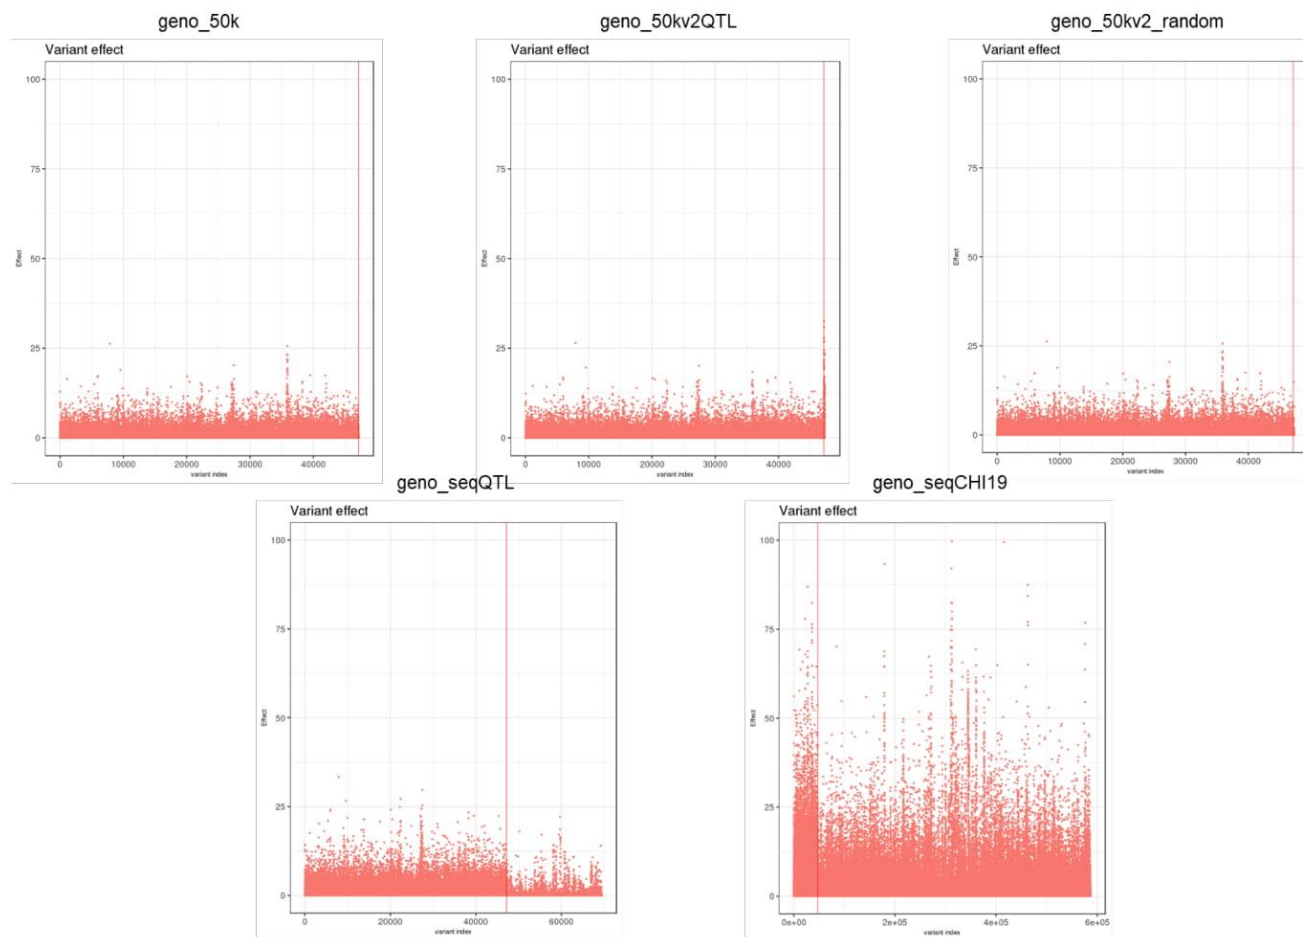 geno_50k
geno_50kv2QTL
geno_50kv2_random
Variant effect
100
75
50
25
0
Effect
0 10000 20000 30000 40000
variant index
Variant effect
100
75
50
25
0
Effect
0 10000 20000 30000 40000
variant index
Variant effect
100
75
50
25
0
Effect
0 10000 20000 30000 40000
variant index
geno_seqQTL
geno_seqCHI19
Variant effect
100
75
50
25
0
Effect
0 20000 40000 60000
variant index
Variant effect
100
75
50
25
0
Effect
0e+00 2e+05 4e+05 6e+05
variant index